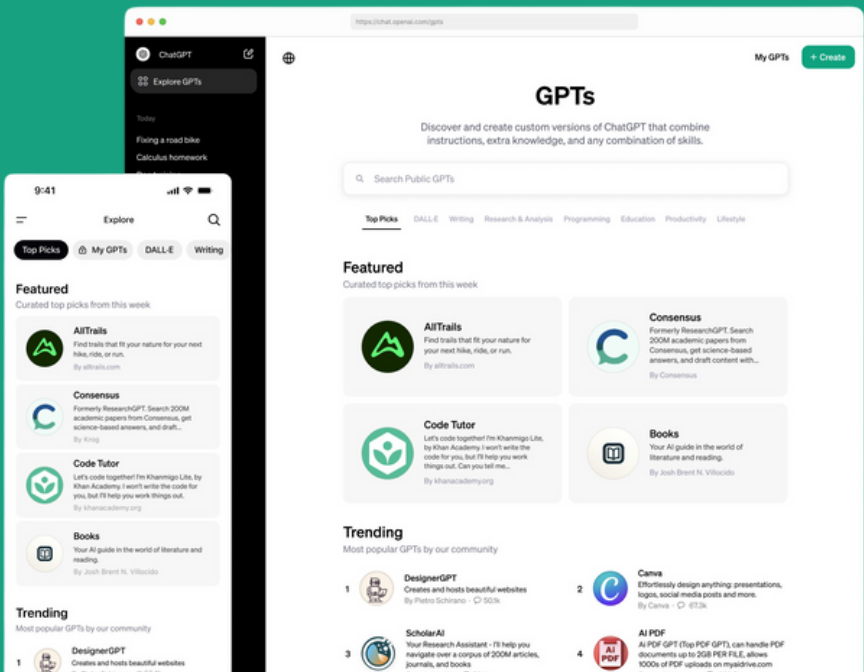 https://chat.openai.com/gpts
ChatGPT
Explore GPTs
Today
Fixing a road bike
Calculus homework
My GPTs
+ Create
GPTs
Discover and create custom versions of ChatGPT that combine
instructions, extra knowledge, and any combination of skills.
Search Public GPTs
Top Picks DALL·E Writing Research & Analysis Programming Education Productivity Lifestyle
Featured
Curated top picks from this week
AllTrails
Find trails that fit your nature for
your next hike, ride, or run.
By alltrails.com
Consensus
Formerly ResearchGPT. Search
200M academic papers from
Consensus, get science-based
answers, and draft content with...
By Consensus
Code Tutor
Let's code together! I'm Khanmigo Lite,
by Khan Academy. I won't write the
code for you, but I'll help you work
things out. Can you tell me...
By khanacademy.org
Books
Your AI guide in the world of
literature and reading.
By Josh Brent N. Villocido
Trending
Most popular GPTs by our community
1
DesignerGPT
Creates and hosts beautiful websites
By Pietro Schirano · 50.1k
2
Canva
Effortlessly design anything: presentations,
logos, social media posts and more.
By Canva · 67.3k
3
ScholarAI
Your Research Assistant - I'll help you
navigate over a corpus of 200M articles,
journals, and books
4
Ai PDF
AI PDF
Ai PDF GPT (Top PDF GPT), can handle PDF
documents up to 2GB PER FILE, allows
1000s of PDF uploads on myaidrive.com
9:41
Explore
Top Picks My GPTs DALL·E Writing
Featured
Curated top picks from this week
AllTrails
Find trails that fit your nature for your next
hike, ride, or run.
By alltrails.com
Consensus
Formerly ResearchGPT. Search 200M
academic papers from Consensus, get
science-based answers, and draft...
By Krog
Code Tutor
Let's code together! I'm Khanmigo Lite, by
Khan Academy. I won't write the code for
you, but I'll help you work things out.
By khanacademy.org
Books
Your AI guide in the world of literature and
reading.
By Josh Brent N. Villocido
Trending
Most popular GPTs by our community
1
DesignerGPT
Creates and hosts beautiful websites